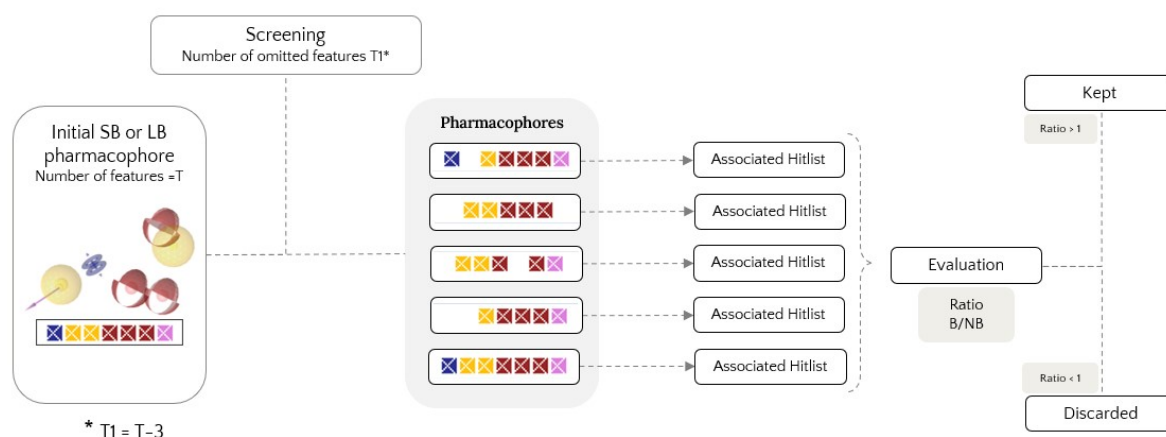 Screening
Number of omitted features T1*
Initial SB or LB
pharmacophore
Number of features =T
* T1 = T-3
Pharmacophores
Associated Hitlist
Associated Hitlist
Associated Hitlist
Associated Hitlist
Associated Hitlist
Evaluation
Ratio
B/NB
Kept
Ratio > 1
Ratio < 1
Discarded